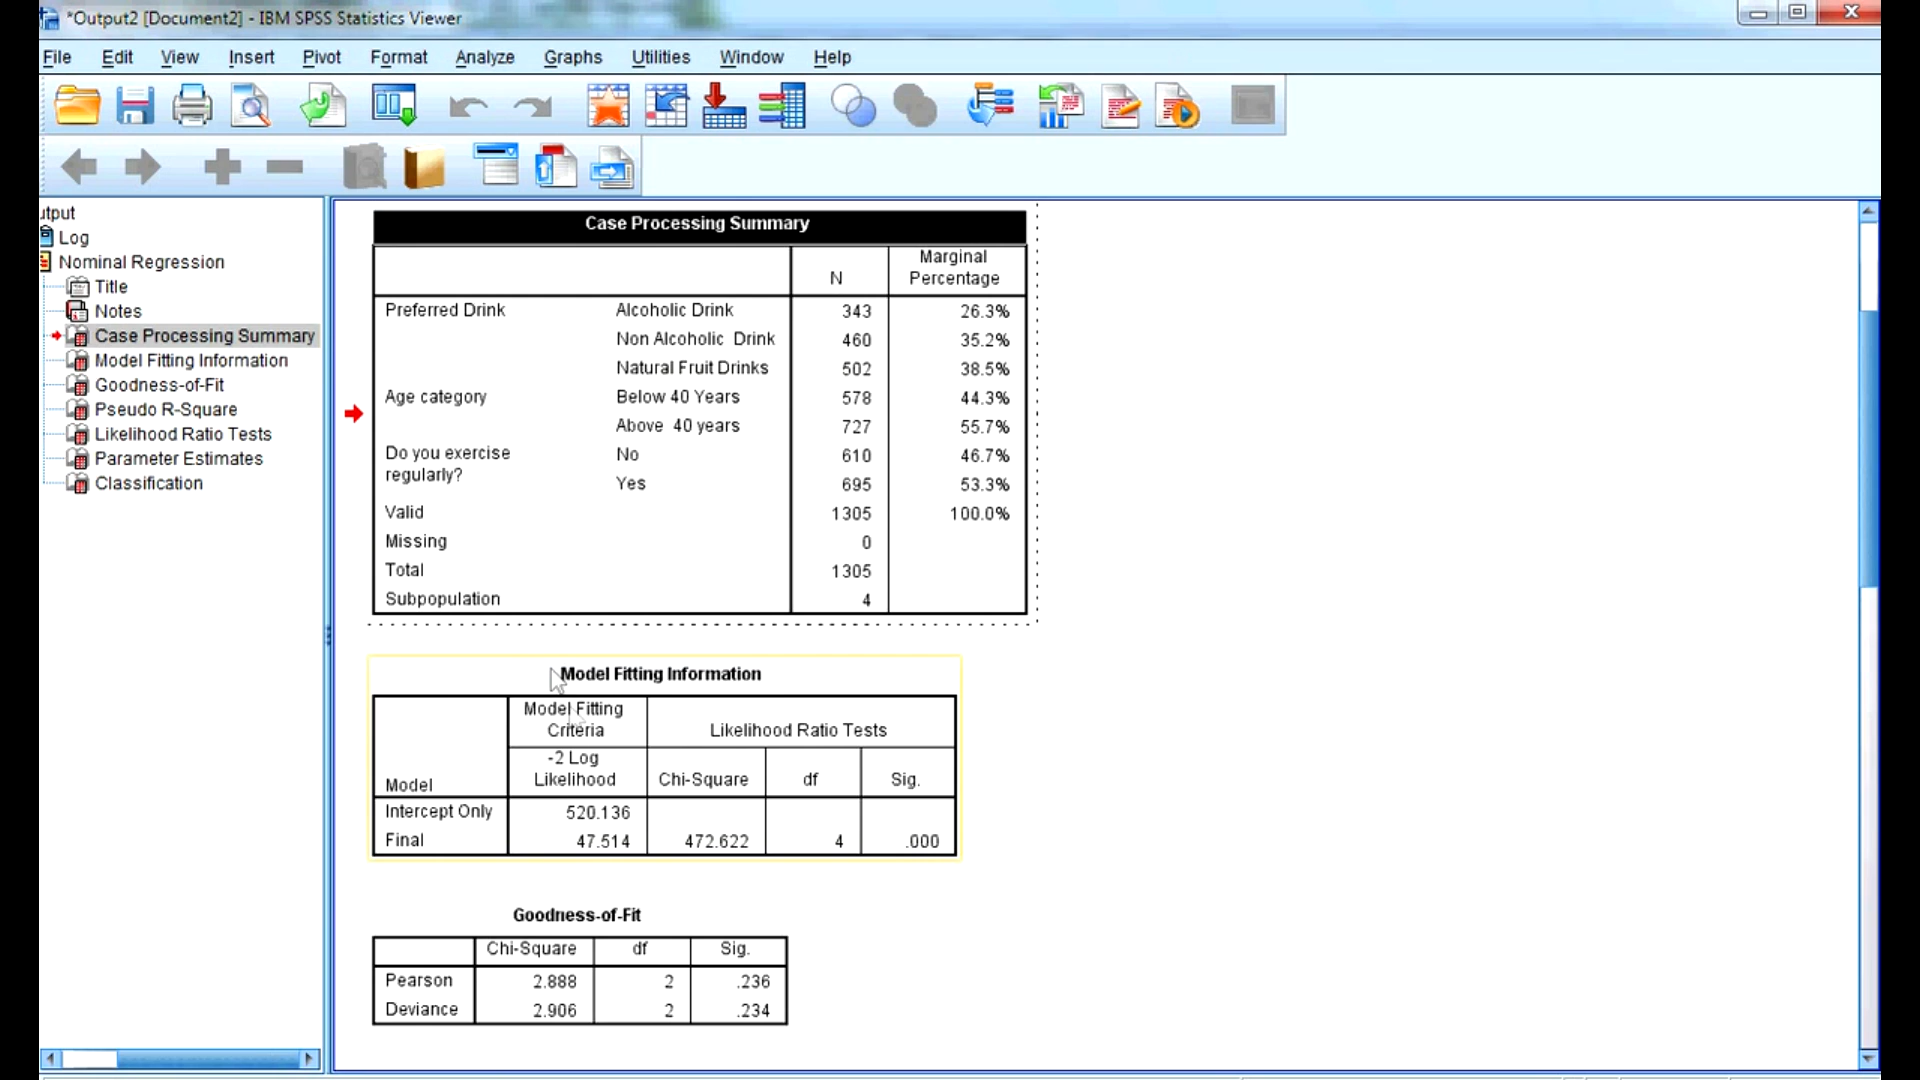 *Output2 [Document2] - IBM SPSS Statistics Viewer
File Edit View Insert Pivot Format Analyze Graphs Utilities Window Help
utput
Log
Nominal Regression
Title
Notes
Case Processing Summary
Model Fitting Information
Goodness-of-Fit
Pseudo R-Square
Likelihood Ratio Tests
Parameter Estimates
Classification
Case Processing Summary
N Marginal Percentage
Preferred Drink Alcoholic Drink 343 26.3%
Non Alcoholic Drink 460 35.2%
Natural Fruit Drinks 502 38.5%
Age category Below 40 Years 578 44.3%
Above 40 years 727 55.7%
Do you exercise regularly? No 610 46.7%
Yes 695 53.3%
Valid 1305 100.0%
Missing 0
Total 1305
Subpopulation 4
Model Fitting Information
Model Fitting Criteria Likelihood Ratio Tests
Model -2 Log Likelihood Chi-Square df Sig.
Intercept Only 520.136
Final 47.514 472.622 4 .000
Goodness-of-Fit
Chi-Square df Sig.
Pearson 2.888 2 .236
Deviance 2.906 2 .234